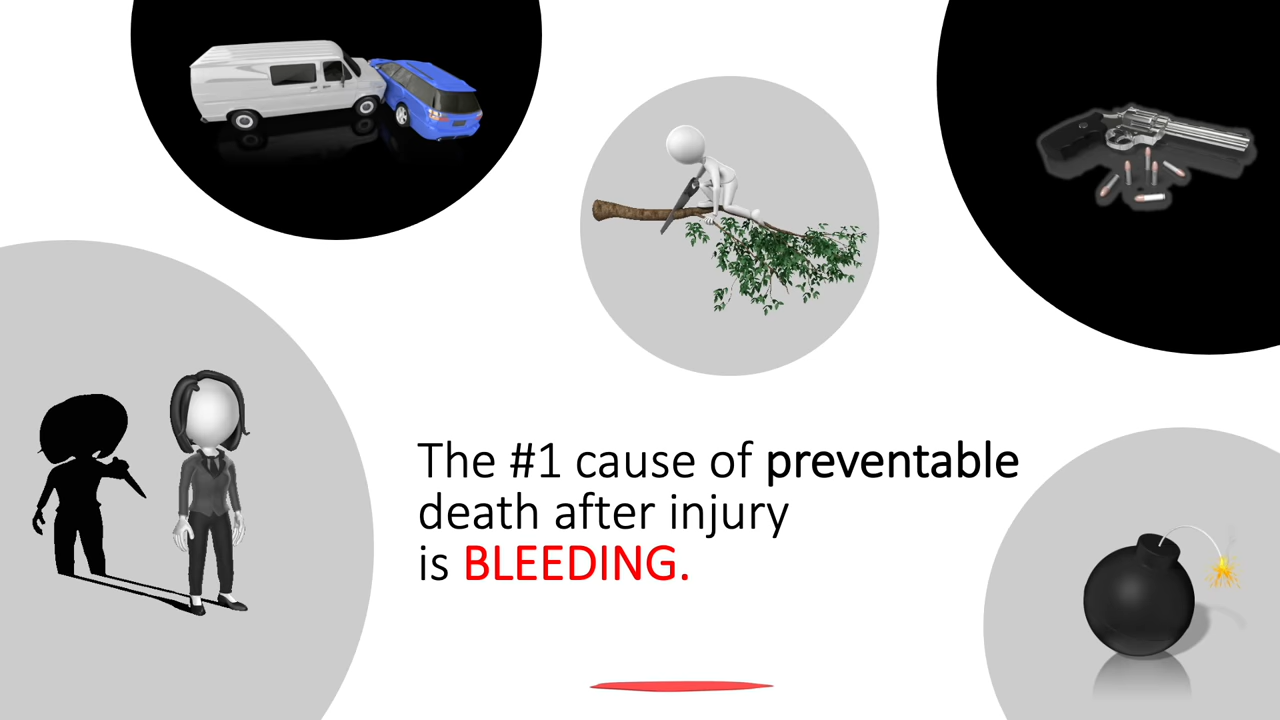 The #1 cause of preventable
death after injury
is BLEEDING.